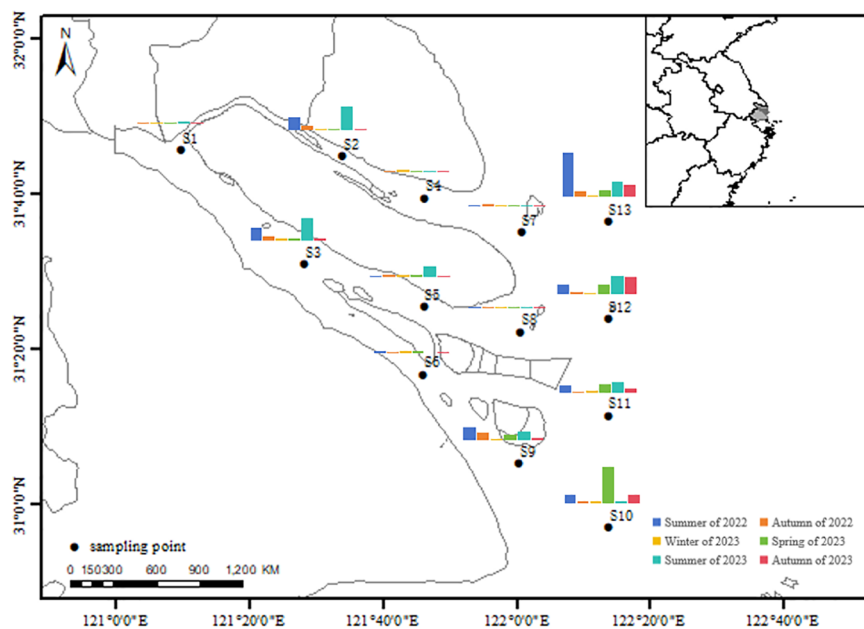 N
32°0'0"N
31°40'0"N
31°20'0"N
31°0'0"N
S1
S2
S4
S7
S13
S3
S5
S12
S8
S6
S11
S9
S10
Summer of 2022
Autumn of 2022
Winter of 2023
Spring of 2023
Summer of 2023
Autumn of 2023
sampling point
0 150300 600 900 1,200 KM
121°0'0"E 121°20'0"E 121°40'0"E 122°0'0"E 122°20'0"E 122°40'0"E